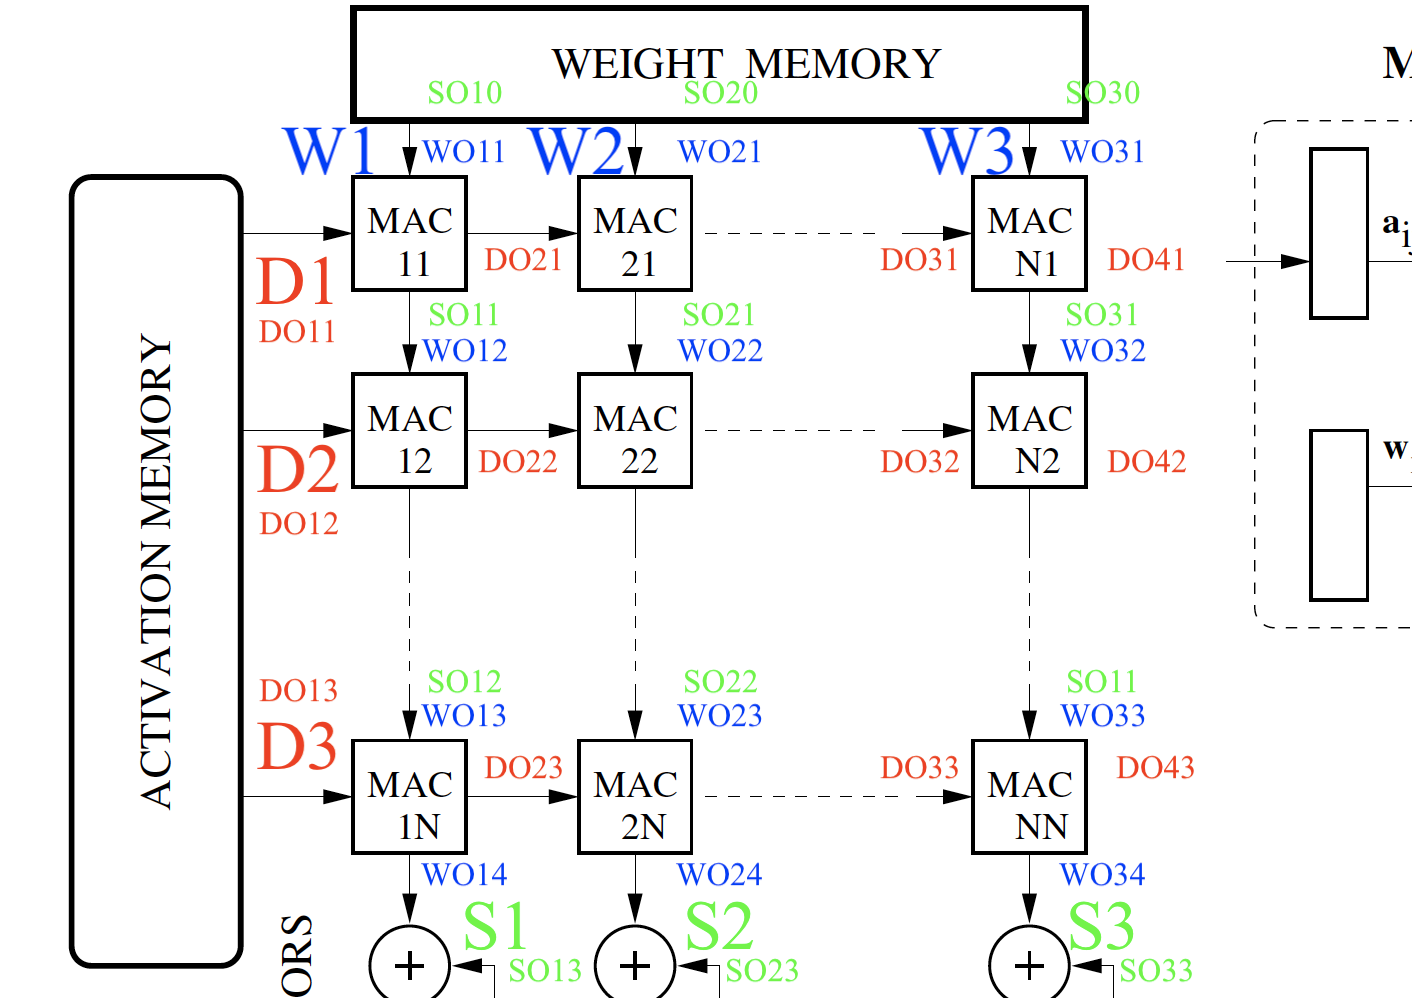 WEIGHT MEMORY
M
SO10 SO20 SO30
W1 WO11 W2 WO21 W3 WO31
MAC MAC MAC
11 21 N1
a i
D1 DO21 DO31 DO41
DO11
SO11 SO21 SO31
WO12 WO22 WO32
MAC MAC MAC
12 22 N2
w
D2 DO22 DO32 DO42
DO12
ACTIVATION MEMORY
SO12 SO22 SO11
DO13 WO13 WO23 WO33
D3 DO23 DO33 DO43
MAC MAC MAC
1N 2N NN
WO14 WO24 WO34
S1 S2 S3
+ + +
SO13 SO23 SO33
ORS